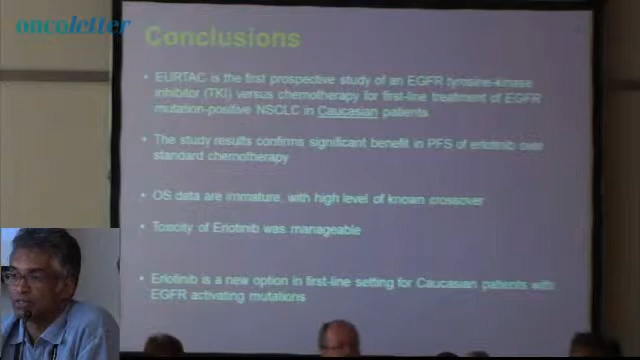 oncoletter
Conclusions
• EURTAC is the first prospective study of an EGFR tyrosine-kinase
inhibitor (TKI) versus chemotherapy for first-line treatment of EGFR
mutation-positive NSCLC in Caucasian patients
• The study results confirms significant benefit in PFS of erlotinib over
standard chemotherapy
• OS data are immature, with high level of known crossover
• Toxicity of Erlotinib was manageable
• Erlotinib is a new option in first-line setting for Caucasian patients with
EGFR activating mutations